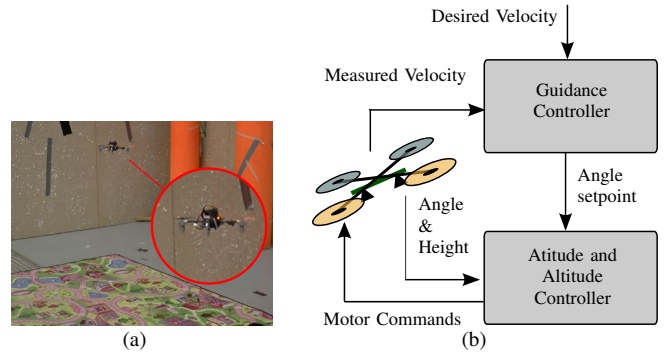 Desired Velocity
Measured Velocity
Guidance
Controller
Angle
setpoint
Angle
&
Height
Atitude and
Altitude
Controller
Motor Commands
(a)
(b)